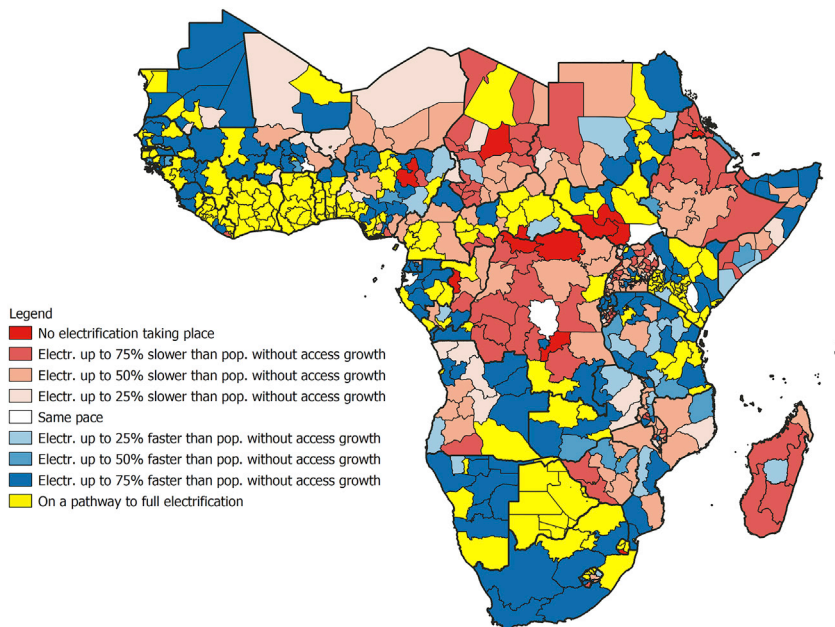 Legend
No electrification taking place
Electr. up to 75% slower than pop. without access growth
Electr. up to 50% slower than pop. without access growth
Electr. up to 25% slower than pop. without access growth
Same pace
Electr. up to 25% faster than pop. without access growth
Electr. up to 50% faster than pop. without access growth
Electr. up to 75% faster than pop. without access growth
On a pathway to full electrification